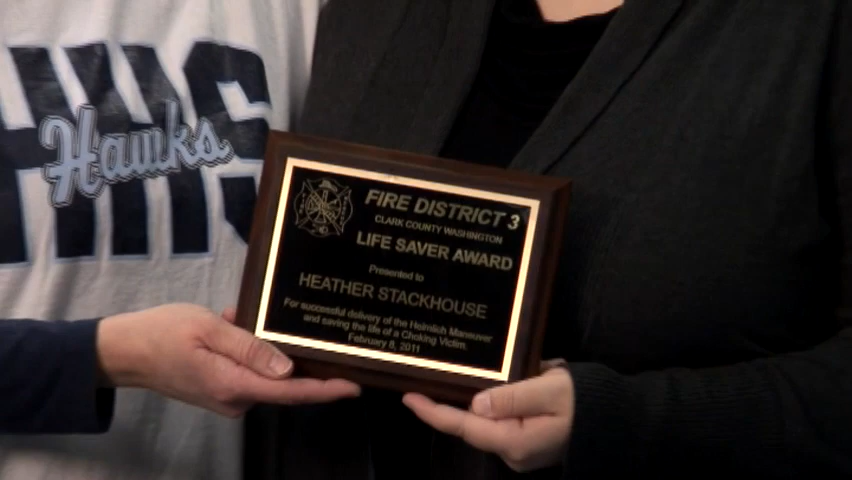 HHS
Hawks
FIRE DISTRICT 3
CLARK COUNTY WASHINGTON
LIFE SAVER AWARD
Presented to
HEATHER STACKHOUSE
For successful delivery of the Heimlich Maneuver
and saving the life of a Choking Victim.
February 8, 2011